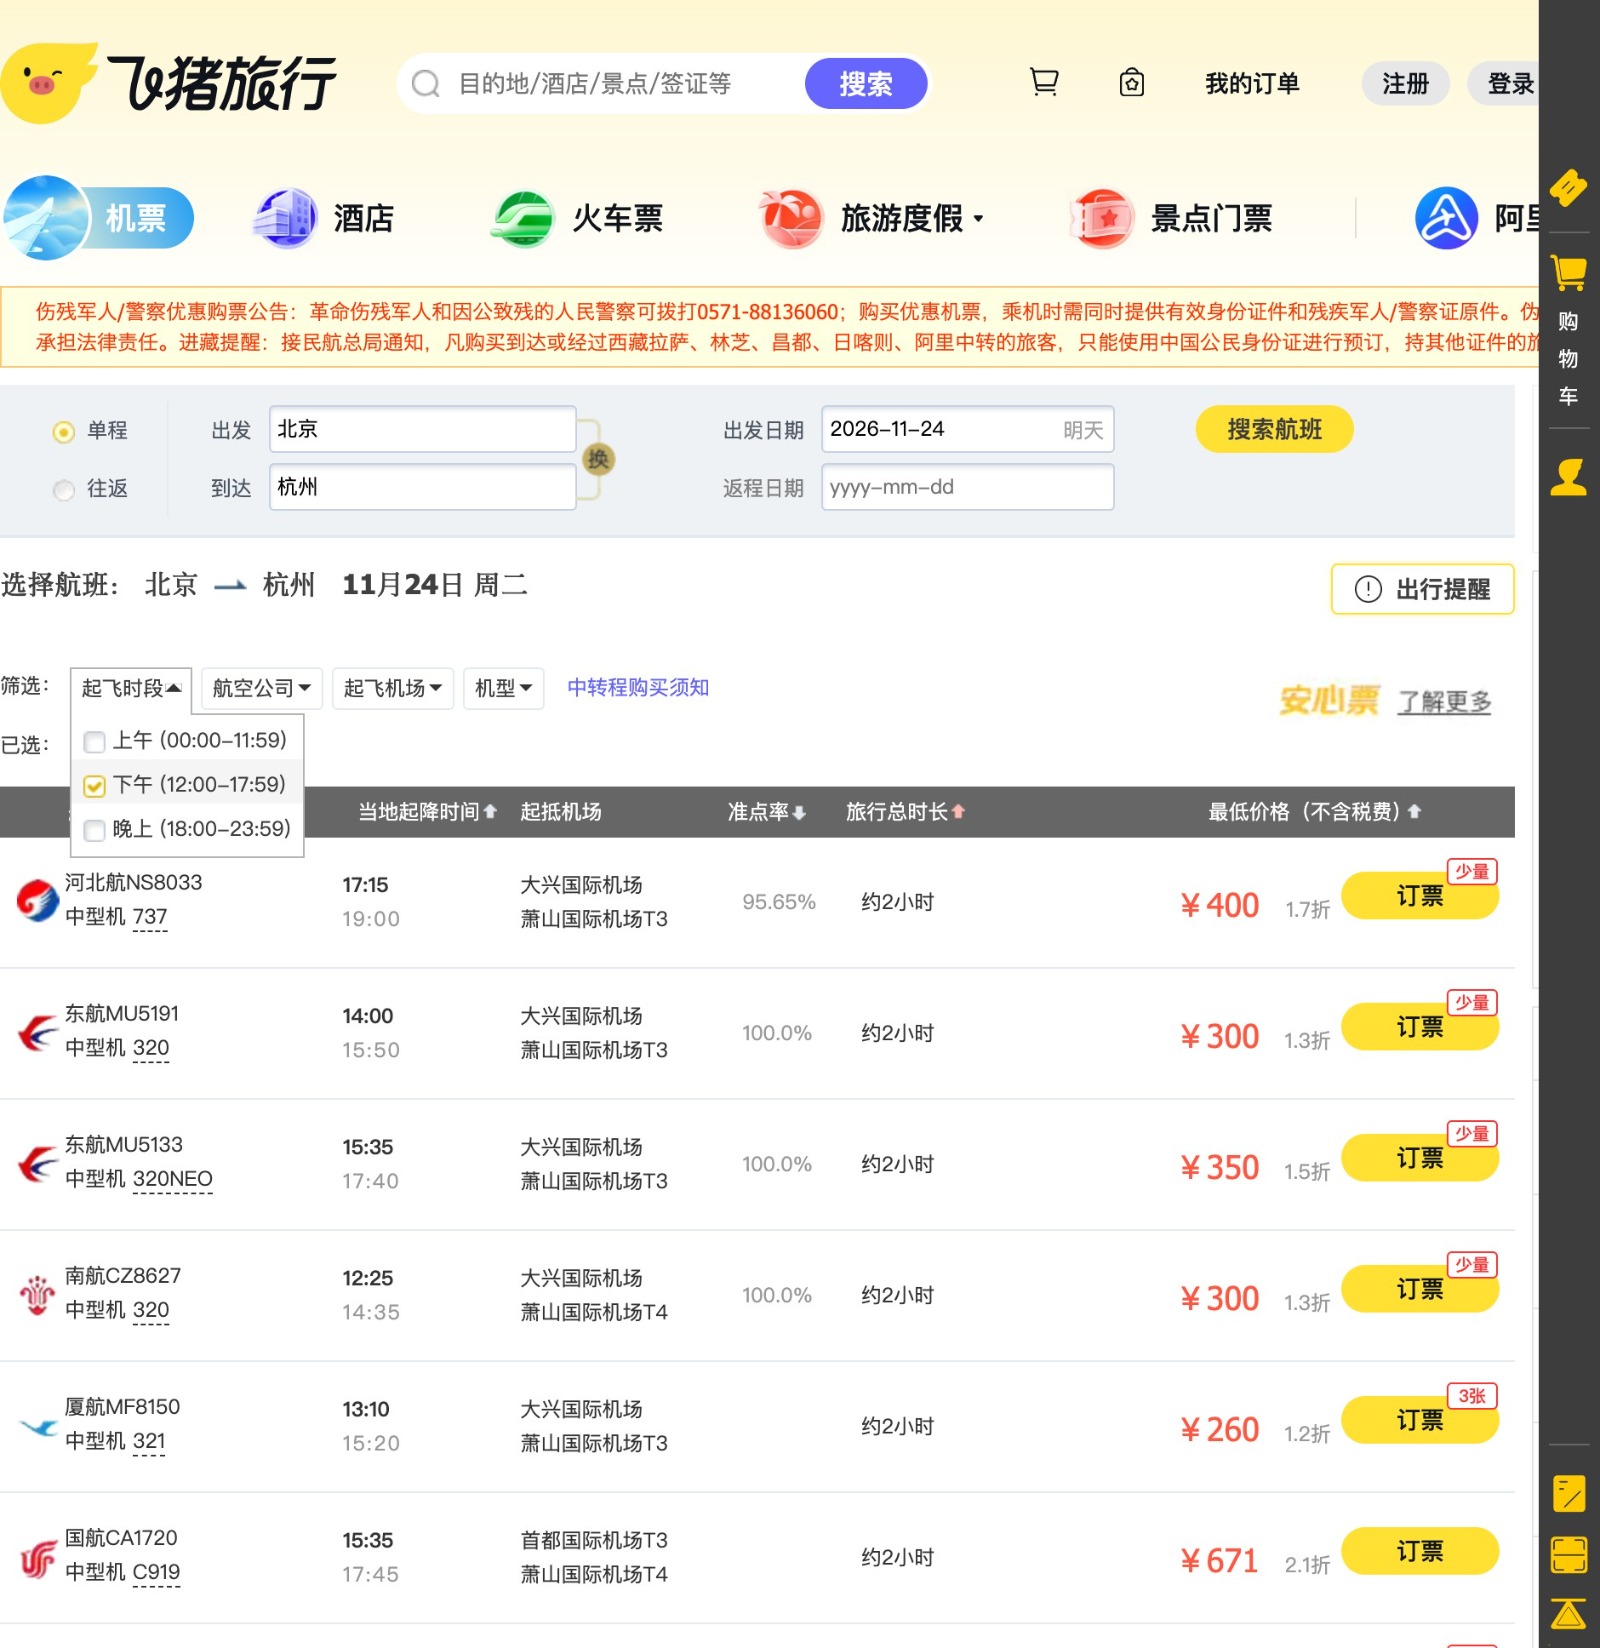 飞猪旅行
目的地/酒店/景点/签证等
搜索
我的订单
注册
登录
机票
酒店
火车票
旅游度假
景点门票
阿里
伤残军人/警察优惠购票公告：革命伤残军人和因公致残的人民警察可拨打0571-88136060；购买优惠机票，乘机时需同时提供有效身份证件和残疾军人/警察证原件。伪
承担法律责任。进藏提醒：接民航总局通知，凡购买到达或经过西藏拉萨、林芝、昌都、日喀则、阿里中转的旅客，只能使用中国公民身份证进行预订，持其他证件的旅
购
物
车
单程
出发
北京
出发日期
2026-11-24
明天
搜索航班
换
往返
到达
杭州
返程日期
yyyy-mm-dd
选择航班： 北京 杭州 11月24日 周二
出行提醒
筛选：
起飞时段
航空公司
起飞机场
机型
中转程购买须知
安心票
了解更多
已选：
上午 (00:00-11:59)
下午 (12:00-17:59)
晚上 (18:00-23:59)
当地起降时间
起抵机场
准点率
旅行总时长
最低价格（不含税费）
河北航NS8033
中型机 737
17:15
19:00
大兴国际机场
萧山国际机场T3
95.65%
约2小时
¥400
1.7折
订票
少量
东航MU5191
中型机 320
14:00
15:50
大兴国际机场
萧山国际机场T3
100.0%
约2小时
¥300
1.3折
订票
少量
东航MU5133
中型机 320NEO
15:35
17:40
大兴国际机场
萧山国际机场T3
100.0%
约2小时
¥350
1.5折
订票
少量
南航CZ8627
中型机 320
12:25
14:35
大兴国际机场
萧山国际机场T4
100.0%
约2小时
¥300
1.3折
订票
少量
厦航MF8150
中型机 321
13:10
15:20
大兴国际机场
萧山国际机场T3
约2小时
¥260
1.2折
订票
3张
国航CA1720
中型机 C919
15:35
17:45
首都国际机场T3
萧山国际机场T4
约2小时
¥671
2.1折
订票